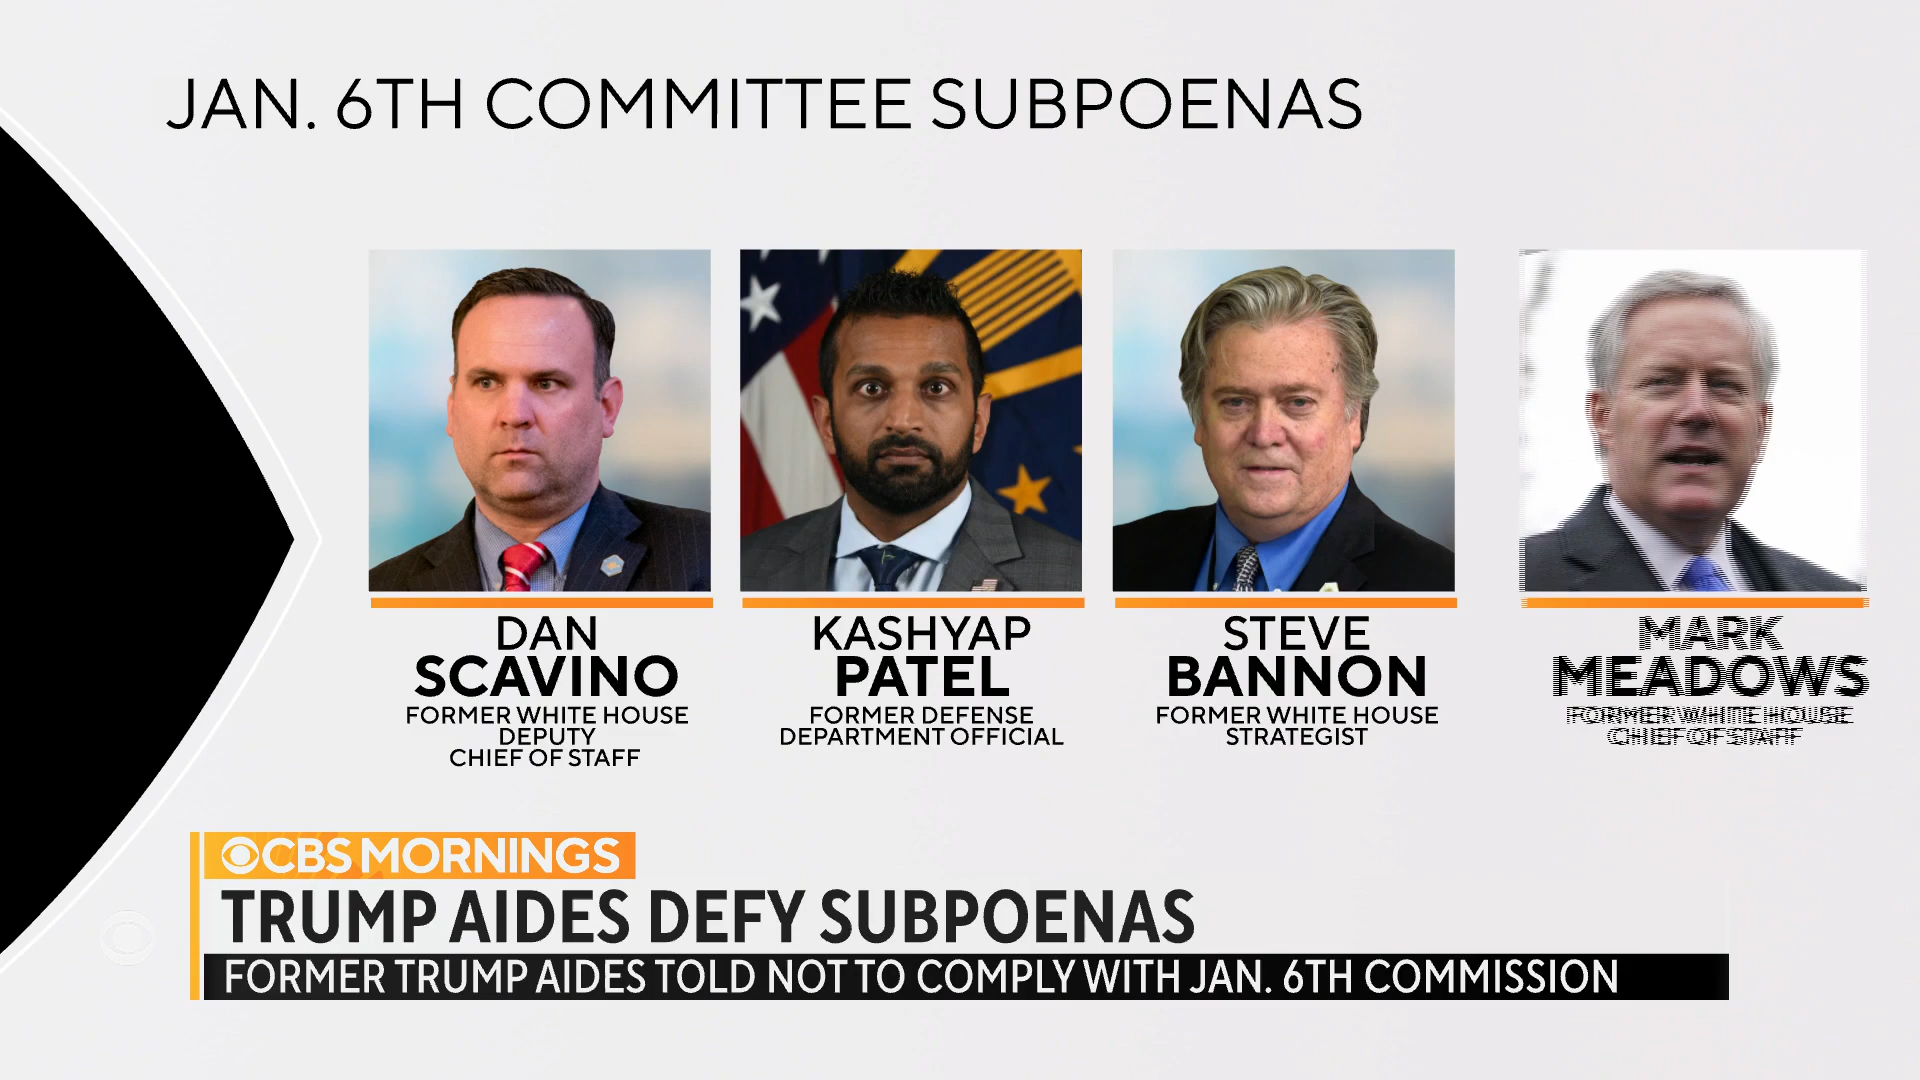 JAN. 6TH COMMITTEE SUBPOENAS
DAN
SCAVINO
FORMER WHITE HOUSE
DEPUTY
CHIEF OF STAFF
KASHYAP
PATEL
FORMER DEFENSE
DEPARTMENT OFFICIAL
STEVE
BANNON
FORMER WHITE HOUSE
STRATEGIST
MARK
MEADOWS
FORMER WHITE HOUSE
CHIEF OF STAFF
CBS MORNINGS
TRUMP AIDES DEFY SUBPOENAS
FORMER TRUMP AIDES TOLD NOT TO COMPLY WITH JAN. 6TH COMMISSION